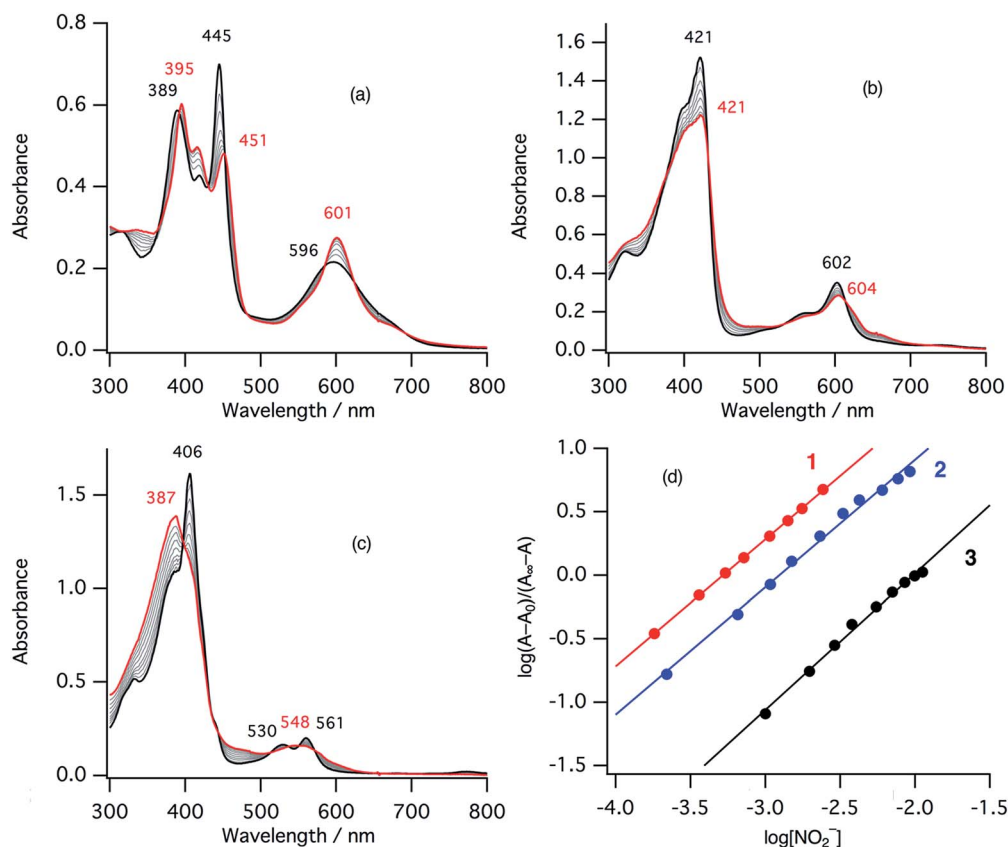 0.8
0.6
0.4
0.2
0.0
Absorbance
389
395
445
451
596
601
(a)
300 400 500 600 700 800
Wavelength / nm
1.6
1.4
1.2
1.0
0.8
0.6
0.4
0.2
0.0
Absorbance
421
421
602
604
(b)
300 400 500 600 700 800
Wavelength / nm
1.5
1.0
0.5
0.0
Absorbance
387
406
530
548
561
(c)
300 400 500 600 700 800
Wavelength / nm
1.0
0.5
0.0
-0.5
-1.0
-1.5
log(A–A₀)/(A∞–A)
(d)
1
2
3
-4.0 -3.5 -3.0 -2.5 -2.0 -1.5
log[NO₂⁻]